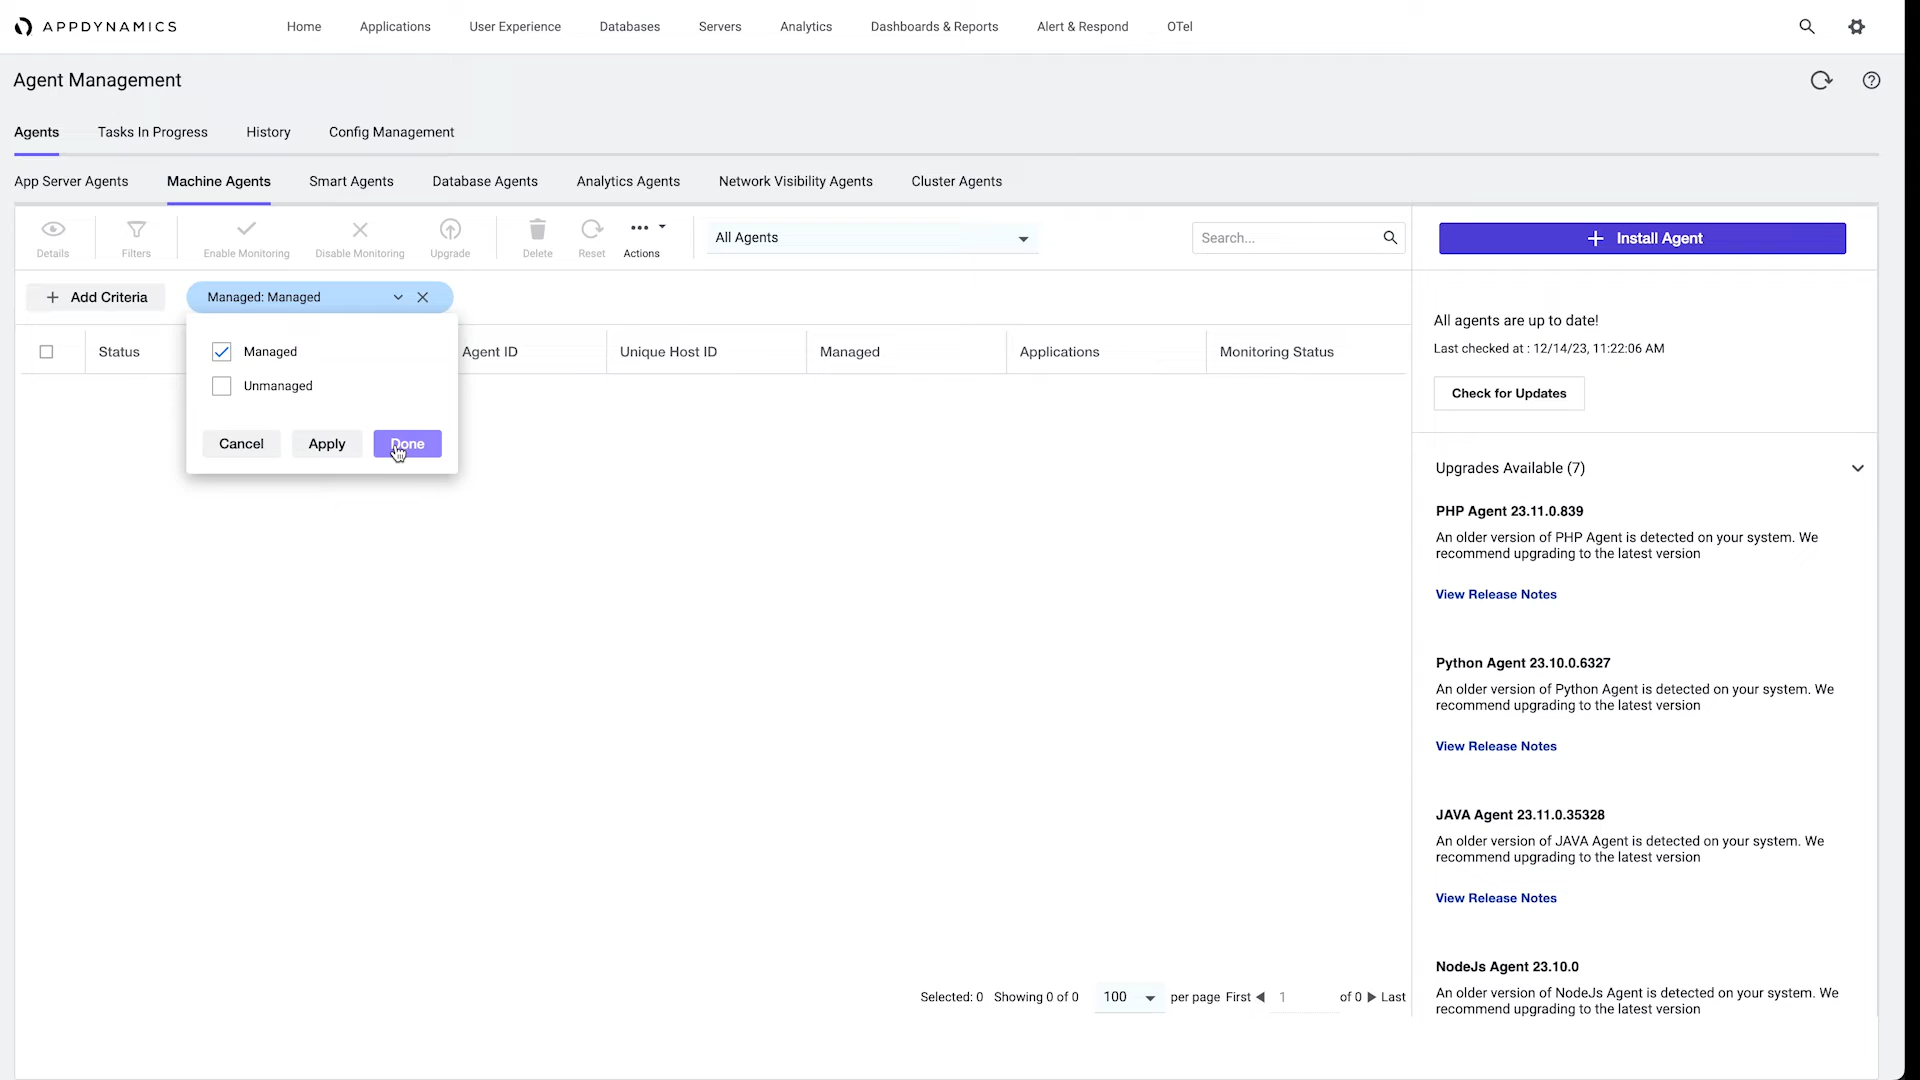 APPDYNAMICS
Home Applications User Experience Databases Servers Analytics Dashboards & Reports Alert & Respond OTel
Agent Management
Agents Tasks In Progress History Config Management
App Server Agents Machine Agents Smart Agents Database Agents Analytics Agents Network Visibility Agents Cluster Agents
Details Filters Enable Monitoring Disable Monitoring Upgrade Delete Reset Actions
All Agents
Search...
Install Agent
Add Criteria
Managed: Managed
Status Agent ID Unique Host ID Managed Applications Monitoring Status
Managed
Unmanaged
Cancel Apply Done
All agents are up to date!
Last checked at : 12/14/23, 11:22:06 AM
Check for Updates
Upgrades Available (7)
PHP Agent 23.11.0.839
An older version of PHP Agent is detected on your system. We
recommend upgrading to the latest version
View Release Notes
Python Agent 23.10.0.6327
An older version of Python Agent is detected on your system. We
recommend upgrading to the latest version
View Release Notes
JAVA Agent 23.11.0.35328
An older version of JAVA Agent is detected on your system. We
recommend upgrading to the latest version
View Release Notes
NodeJs Agent 23.10.0
An older version of NodeJs Agent is detected on your system. We
recommend upgrading to the latest version
Selected: 0 Showing 0 of 0 100 per page First 1 of 0 Last